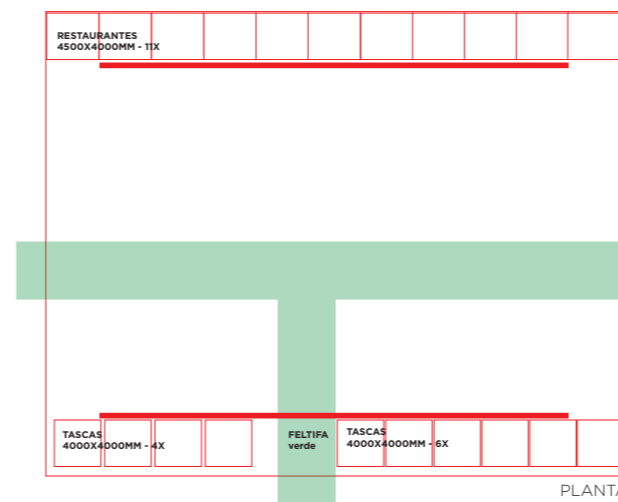 RESTAURANTES
4500X4000MM - 11X
TASCAS
4000X4000MM - 4X
FELTIFA
verde
TASCAS
4000X4000MM - 6X
PLANTA